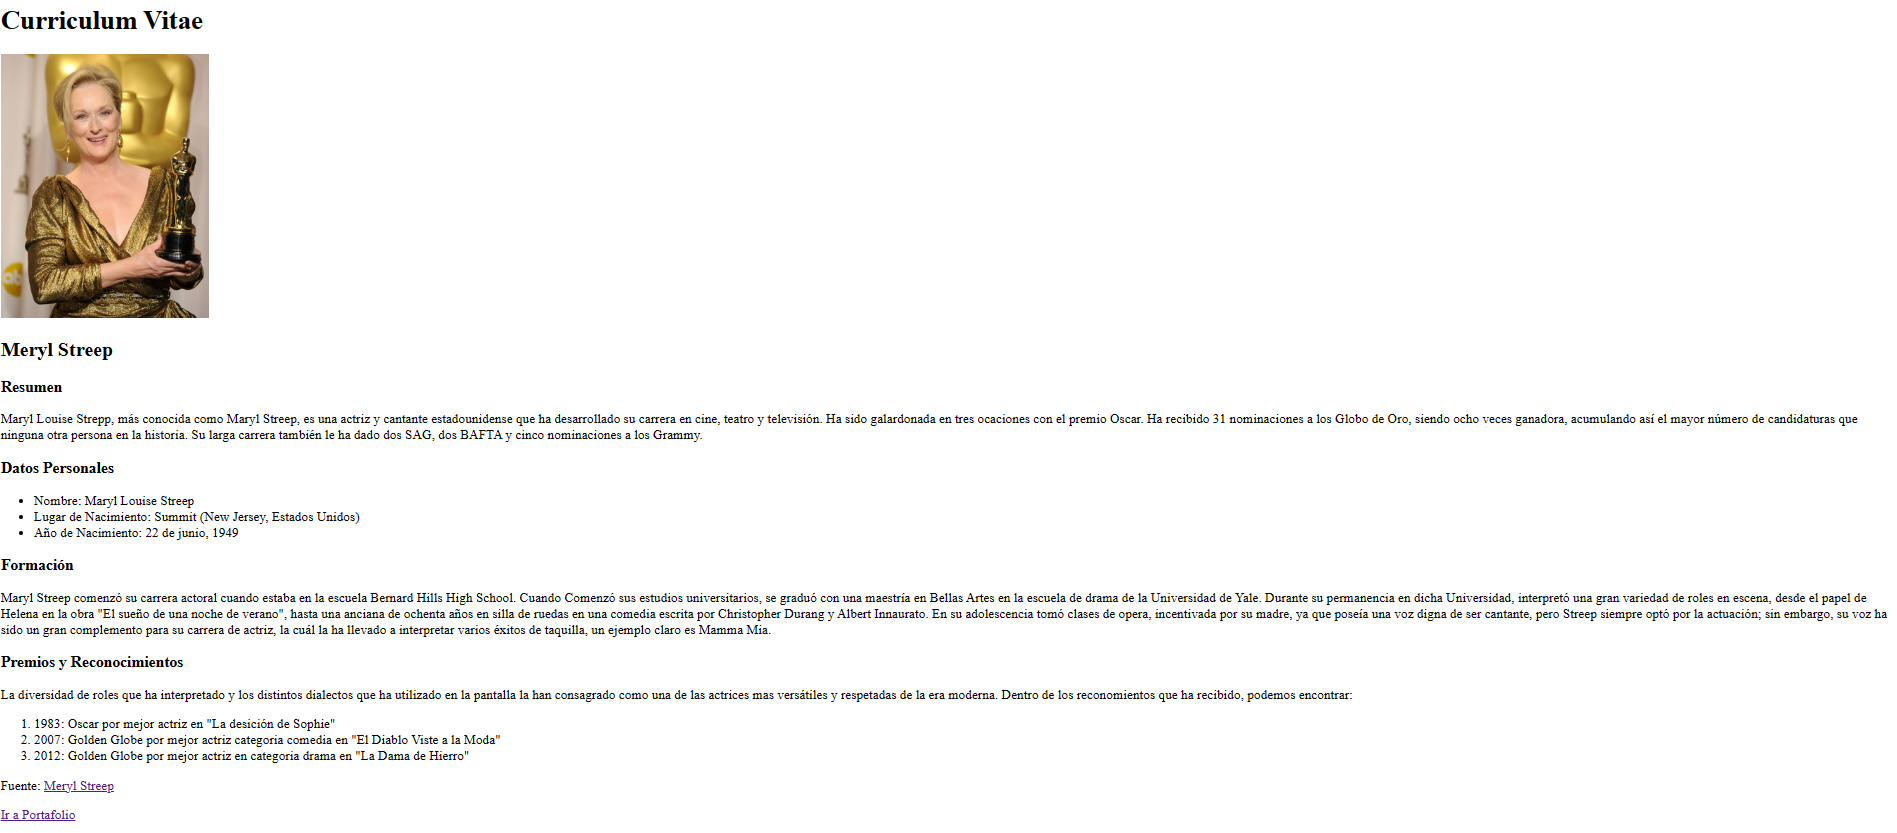 Curriculum Vitae
abc
Meryl Streep
Resumen
Maryl Louise Strepp, más conocida como Maryl Streep, es una actriz y cantante estadounidense que ha desarrollado su carrera en cine, teatro y televisión. Ha sido galardonada en tres ocaciones con el premio Oscar. Ha recibido 31 nominaciones a los Globo de Oro, siendo ocho veces ganadora, acumulando así el mayor número de candidaturas que
ninguna otra persona en la historia. Su larga carrera también le ha dado dos SAG, dos BAFTA y cinco nominaciones a los Grammy.
Datos Personales
• Nombre: Maryl Louise Streep
• Lugar de Nacimiento: Summit (New Jersey, Estados Unidos)
• Año de Nacimiento: 22 de junio, 1949
Formación
Maryl Streep comenzó su carrera actoral cuando estaba en la escuela Bernard Hills High School. Cuando Comenzó sus estudios universitarios, se graduó con una maestría en Bellas Artes en la escuela de drama de la Universidad de Yale. Durante su permanencia en dicha Universidad, interpretó una gran variedad de roles en escena, desde el papel de
Helena en la obra "El sueño de una noche de verano", hasta una anciana de ochenta años en silla de ruedas en una comedia escrita por Christopher Durang y Albert Innaurato. En su adolescencia tomó clases de opera, incentivada por su madre, ya que poseía una voz digna de ser cantante, pero Streep siempre optó por la actuación; sin embargo, su voz ha
sido un gran complemento para su carrera de actriz, la cuál la ha llevado a interpretar varios éxitos de taquilla, un ejemplo claro es Mamma Mia.
Premios y Reconocimientos
La diversidad de roles que ha interpretado y los distintos dialectos que ha utilizado en la pantalla la han consagrado como una de las actrices mas versátiles y respetadas de la era moderna. Dentro de los reconomientos que ha recibido, podemos encontrar:
1. 1983: Oscar por mejor actriz en "La desición de Sophie"
2. 2007: Golden Globe por mejor actriz categoria comedia en "El Diablo Viste a la Moda"
3. 2012: Golden Globe por mejor actriz en categoria drama en "La Dama de Hierro"
Fuente: Meryl Streep
Ir a Portafolio